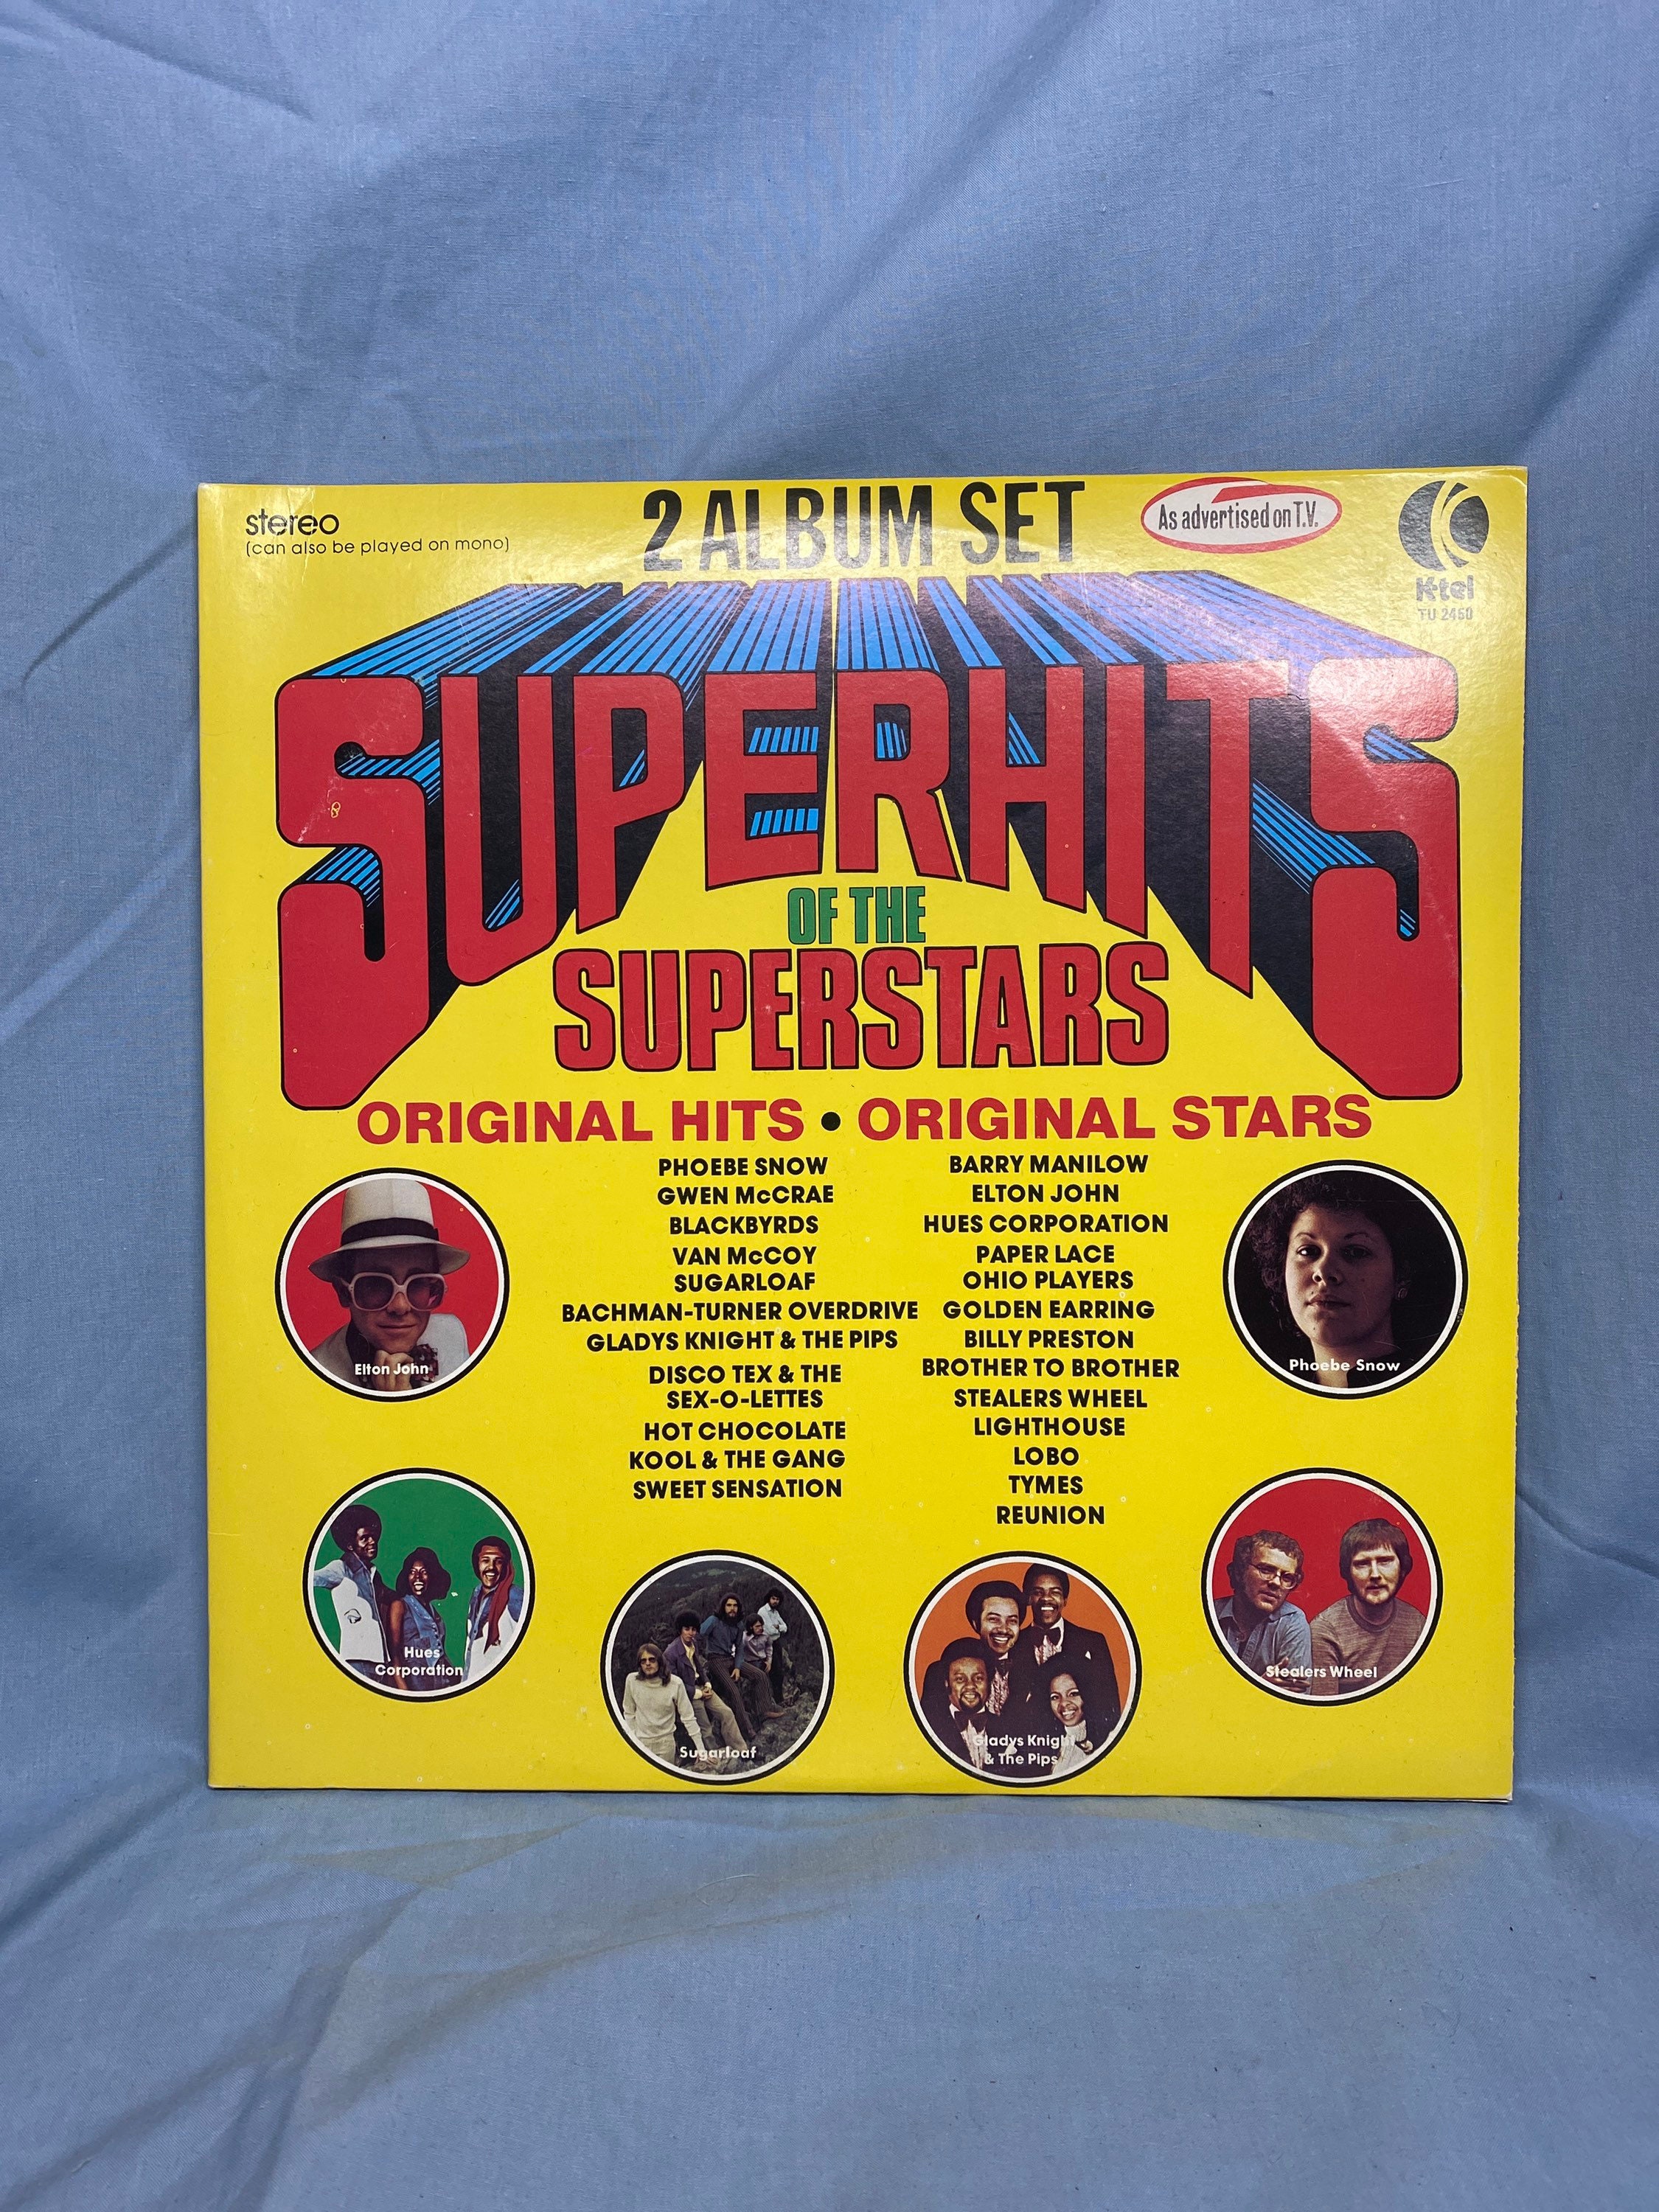 stereo
(can also be played on mono)
2 ALBUM SET
As advertised on T.V.
K-tel
TU 2450
SUPERHITS
OF THE
SUPERSTARS
ORIGINAL HITS • ORIGINAL STARS
PHOEBE SNOW
GWEN McCRAE
BLACKBYRDS
VAN McCOY
SUGARLOAF
BACHMAN-TURNER OVERDRIVE
GLADYS KNIGHT & THE PIPS
DISCO TEX & THE
SEX-O-LETTES
HOT CHOCOLATE
KOOL & THE GANG
SWEET SENSATION
BARRY MANILOW
ELTON JOHN
HUES CORPORATION
PAPER LACE
OHIO PLAYERS
GOLDEN EARRING
BILLY PRESTON
BROTHER TO BROTHER
STEALERS WHEEL
LIGHTHOUSE
LOBO
TYMES
REUNION
Elton John
Phoebe Snow
Hues
Corporation
Sugarloaf
Gladys Knight
& The Pips
Stealers Wheel